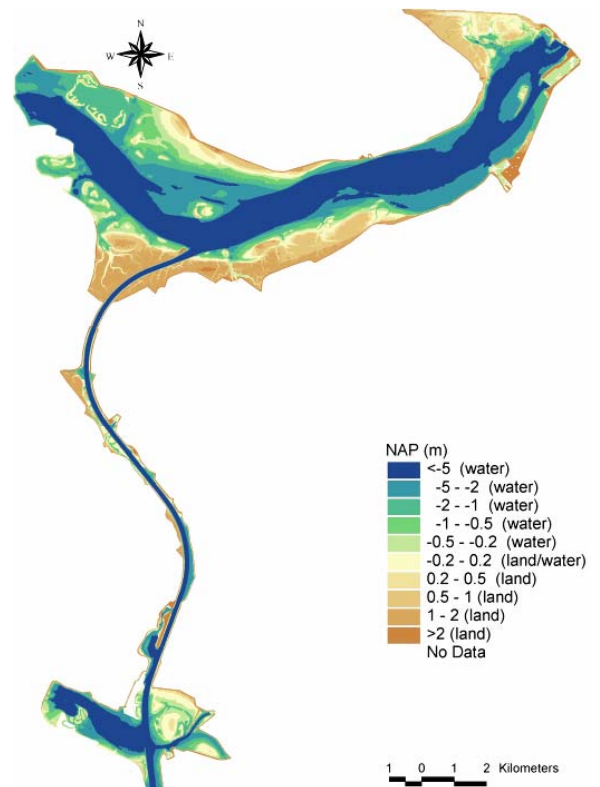 N
W E
S
NAP (m)
<-5 (water)
-5 - -2 (water)
-2 - -1 (water)
-1 - -0.5 (water)
-0.5 - -0.2 (water)
-0.2 - 0.2 (land/water)
0.2 - 0.5 (land)
0.5 - 1 (land)
1 - 2 (land)
>2 (land)
No Data
1 0 1 2 Kilometers